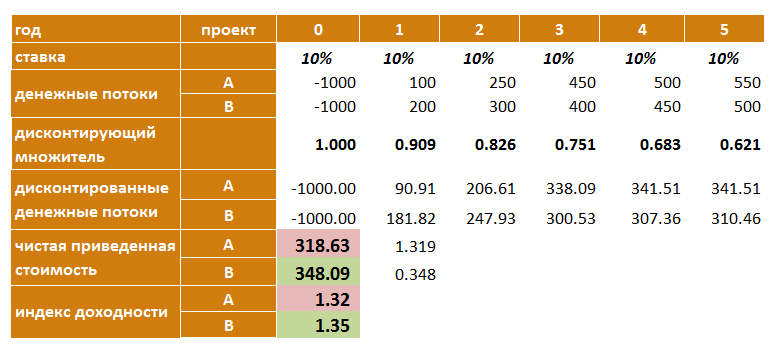 год проект 0 1 2 3 4 5
ставка 10% 10% 10% 10% 10% 10%
денежные потоки
A -1000 100 250 450 500 550
B -1000 200 300 400 450 500
дисконтирующий
множитель
1.000 0.909 0.826 0.751 0.683 0.621
дисконтированные
денежные потоки
A -1000.00 90.91 206.61 338.09 341.51 341.51
B -1000.00 181.82 247.93 300.53 307.36 310.46
чистая приведенная
стоимость
A 318.63 1.319
B 348.09 0.348
индекс доходности
A 1.32
B 1.35